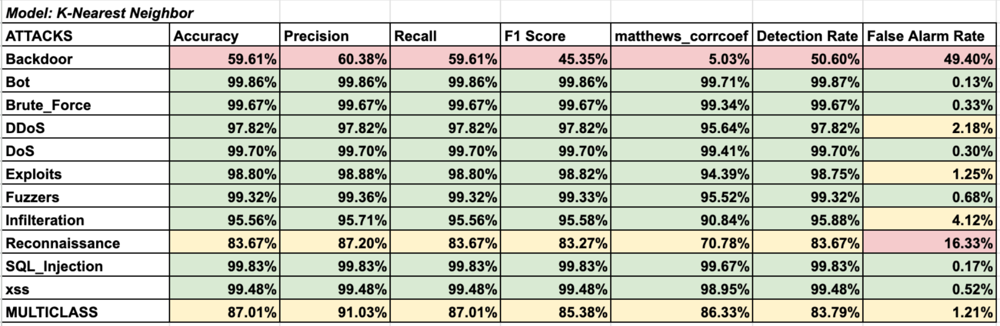 Model: K-Nearest Neighbor
ATTACKS Accuracy Precision Recall F1 Score matthews_corrcoef Detection Rate False Alarm Rate
Backdoor 59.61% 60.38% 59.61% 45.35% 5.03% 50.60% 49.40%
Bot 99.86% 99.86% 99.86% 99.86% 99.71% 99.87% 0.13%
Brute_Force 99.67% 99.67% 99.67% 99.67% 99.34% 99.67% 0.33%
DDoS 97.82% 97.82% 97.82% 97.82% 95.64% 97.82% 2.18%
DoS 99.70% 99.70% 99.70% 99.70% 99.41% 99.70% 0.30%
Exploits 98.80% 98.88% 98.80% 98.82% 94.39% 98.75% 1.25%
Fuzzers 99.32% 99.36% 99.32% 99.33% 95.52% 99.32% 0.68%
Infilteration 95.56% 95.71% 95.56% 95.58% 90.84% 95.88% 4.12%
Reconnaissance 83.67% 87.20% 83.67% 83.27% 70.78% 83.67% 16.33%
SQL_Injection 99.83% 99.83% 99.83% 99.83% 99.67% 99.83% 0.17%
xss 99.48% 99.48% 99.48% 99.48% 98.95% 99.48% 0.52%
MULTICLASS 87.01% 91.03% 87.01% 85.38% 86.33% 83.79% 1.21%